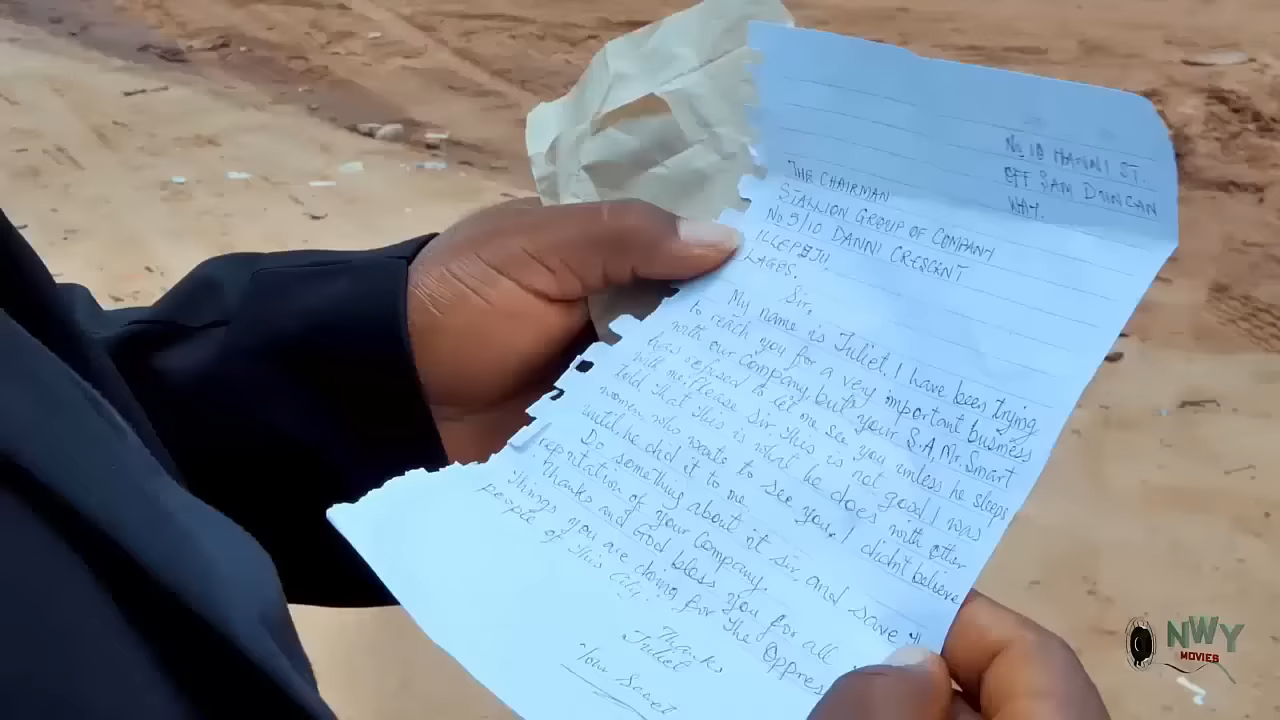 No 10 HANNI ST.
OFF SAM DUNCAN
WAY.
THE CHAIRMAN
STALLION GROUP OF COMPANY
No 5/10 DANNI CRESCENT
ILLEPEJU
LAGES.
Sir,
My name is Juliet. I have been trying
to reach you for a very important business
with our Company, but your S.A, Mr. Smart
has refused to let me see you unless he sleeps
with me. Please Sir this is not good I was
told that this is what he does with other
women who wants to see you. I didn't believe
until he did it to me
Do something about it sir, and save
reputation of your Company.
Thanks and God bless you for all
things you are doing for the Oppres
people of this City.
Thanks
Juliet
NWY
MOVIES